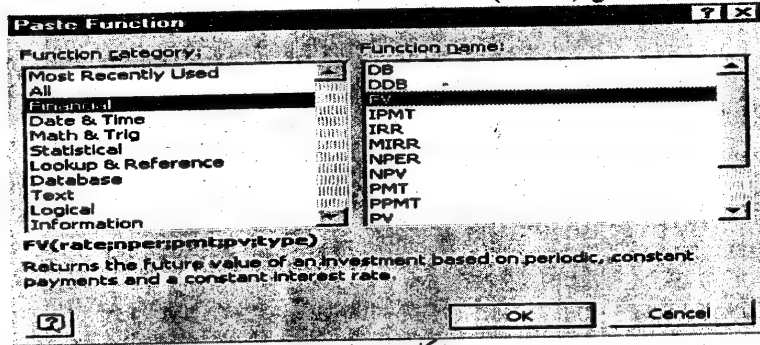 Paste Function
? X
Function category:
Most Recently Used
All
Financial
Date & Time
Math & Trig
Statistical
Lookup & Reference
Database
Text
Logical
Information
Function name:
DB
DDB
FV
IPMT
IRR
MIRR
NPER
NPV
PMT
PPMT
PV
FV(rate;nper;pmt;pv;type)
Returns the future value of an investment based on periodic, constant
payments and a constant interest rate.
?
OK
Cancel